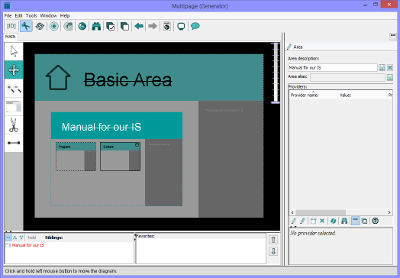 Multipage (Generator)
File Edit Tools Window Help
Area
Area description:
Manual for our IS
Area alias:
Providers:
Provider name: Value:
Basic Area
Manual for our IS
Siblings:
Favorites:
Manual for our IS
No provider selected.
Click and hold left mouse button to move the diagram.